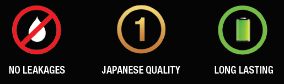 1
NO LEAKAGES
JAPANESE QUALITY
LONG LASTING